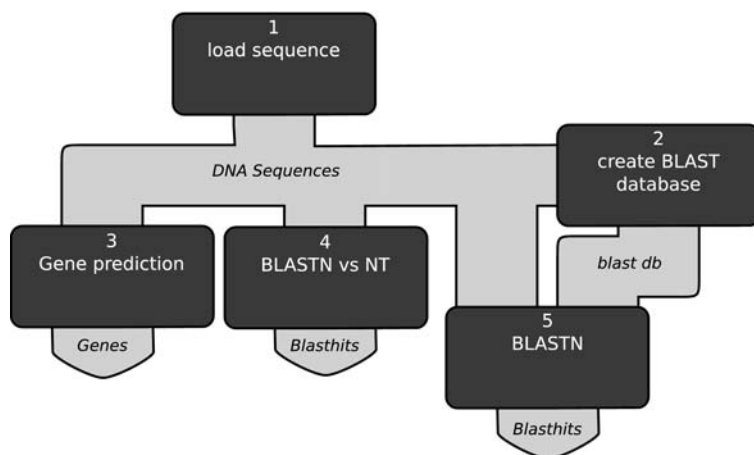 1
load sequence
2
create BLAST
database
DNA Sequences
3
Gene prediction
4
BLASTN vs NT
blast db
5
BLASTN
Genes
Blasthits
Blasthits